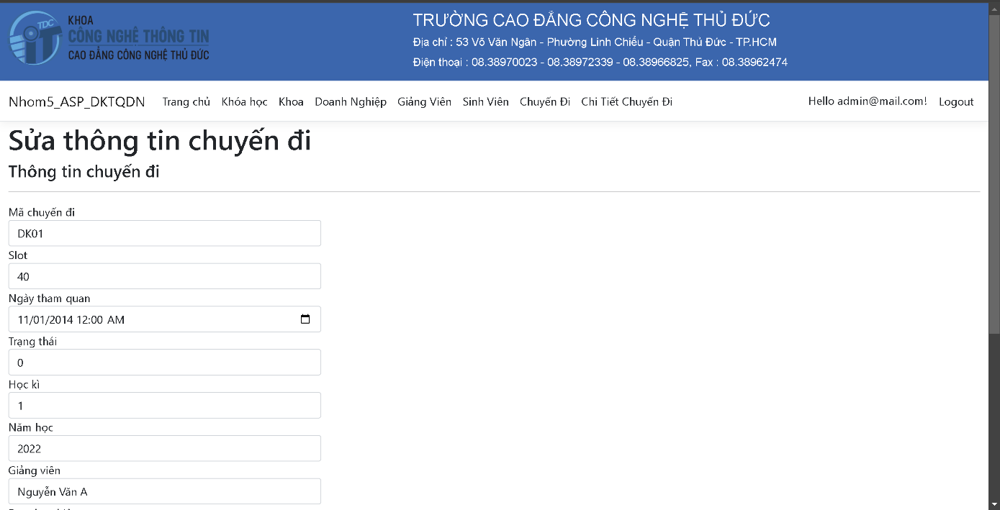 TDC
iT
KHOA
CÔNG NGHỆ THÔNG TIN
CAO ĐẲNG CÔNG NGHỆ THỦ ĐỨC
TRƯỜNG CAO ĐẲNG CÔNG NGHỆ THỦ ĐỨC
Địa chỉ : 53 Võ Văn Ngân - Phường Linh Chiểu - Quận Thủ Đức - TP.HCM
Điện thoại : 08.38970023 - 08.38972339 - 08.38966825, Fax : 08.38962474
Nhom5_ASP_DKTQDN Trang chủ Khóa học Khoa Doanh Nghiệp Giảng Viên Sinh Viên Chuyến Đi Chi Tiết Chuyến Đi Hello admin@mail.com! Logout
Sửa thông tin chuyến đi
Thông tin chuyến đi
Mã chuyến đi
DK01
Slot
40
Ngày tham quan
11/01/2014 12:00 AM
Trạng thái
0
Học kì
1
Năm học
2022
Giảng viên
Nguyễn Văn A